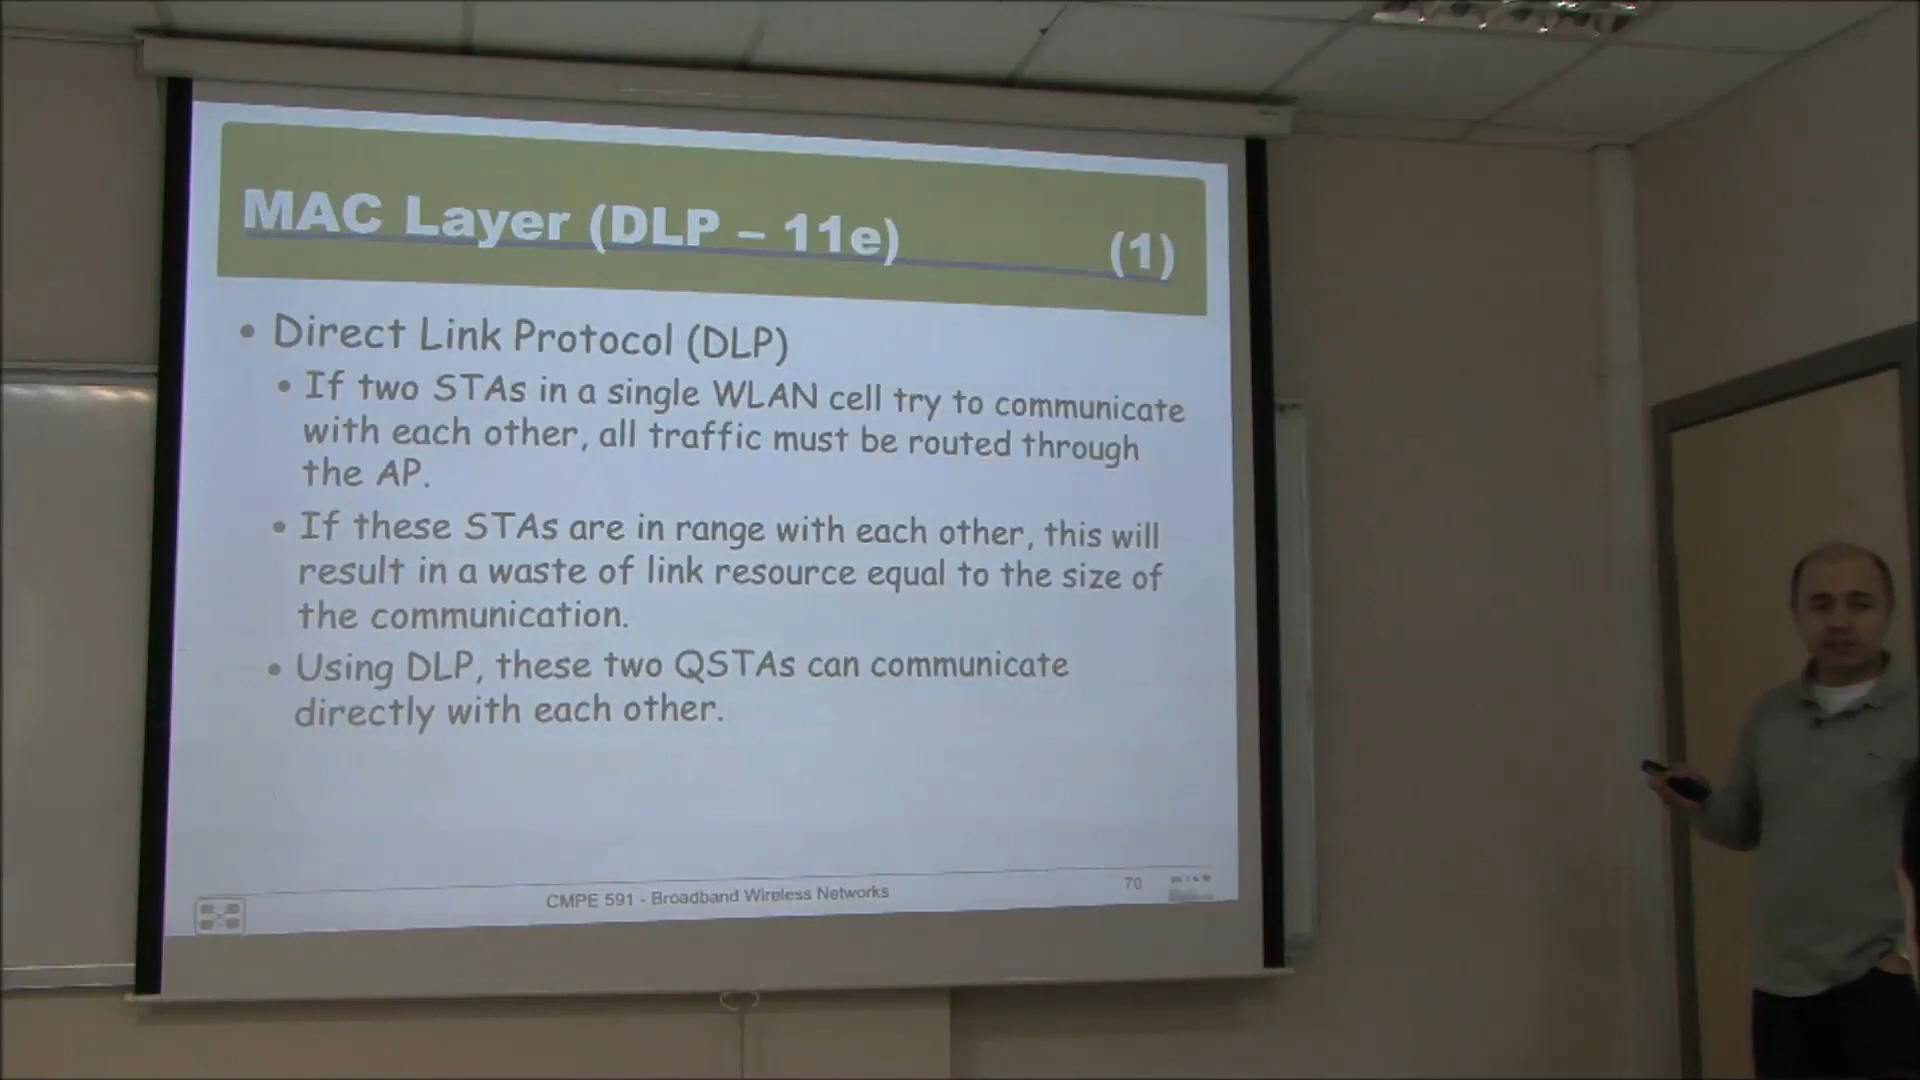 MAC Layer (DLP – 11e) (1)
• Direct Link Protocol (DLP)
• If two STAs in a single WLAN cell try to communicate
with each other, all traffic must be routed through
the AP.
• If these STAs are in range with each other, this will
result in a waste of link resource equal to the size of
the communication.
• Using DLP, these two QSTAs can communicate
directly with each other.
CMPE 591 - Broadband Wireless Networks 70